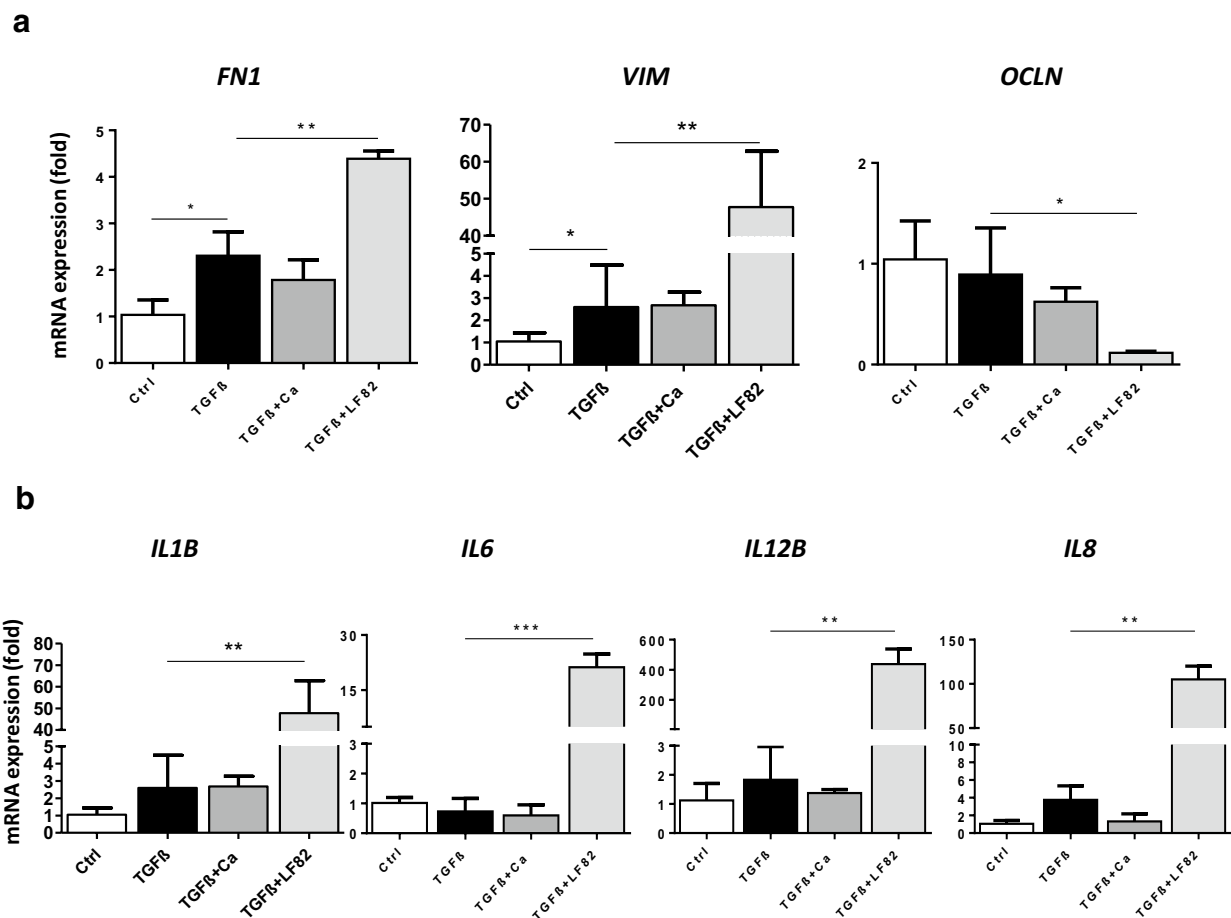 a
FN1
VIM
OCLN
mRNA expression (fold)
5
4
3
2
1
0
*
**
Ctrl
TGFß
TGFß+Ca
TGFß+LF82
70
60
50
40
5
4
3
2
1
0
*
**
Ctrl
TGFß
TGFß+Ca
TGFß+LF82
2
1
0
*
Ctrl
TGFß
TGFß+Ca
TGFß+LF82
b
IL1B
IL6
IL12B
IL8
mRNA expression (fold)
80
70
60
50
40
5
4
3
2
1
0
**
Ctrl
TGFß
TGFß+Ca
TGFß+LF82
30
15
3
2
1
0
***
Ctrl
TGFß
TGFß+Ca
TGFß+LF82
600
400
200
3
2
1
0
**
Ctrl
TGFß
TGFß+Ca
TGFß+LF82
150
100
50
10
8
6
4
2
0
**
Ctrl
TGFß
TGFß+Ca
TGFß+LF82